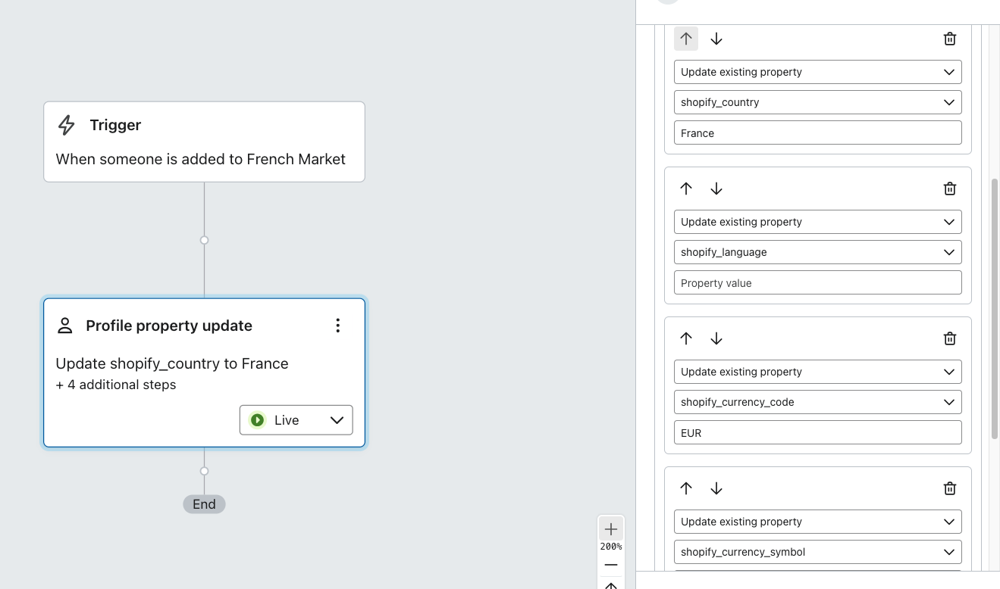 Trigger
When someone is added to French Market
Profile property update
Update shopify_country to France
+ 4 additional steps
Live
End
200%
Update existing property
shopify_country
France
Update existing property
shopify_language
Property value
Update existing property
shopify_currency_code
EUR
Update existing property
shopify_currency_symbol